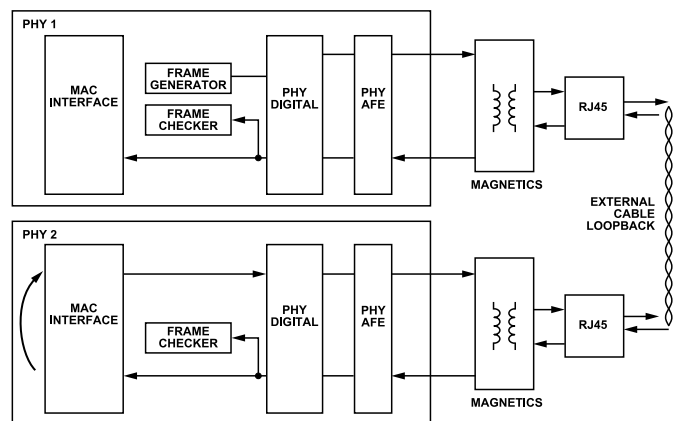 PHY 1
MAC
INTERFACE
FRAME
GENERATOR
FRAME
CHECKER
PHY
DIGITAL
PHY
AFE
MAGNETICS
RJ45
EXTERNAL
CABLE
LOOPBACK
PHY 2
MAC
INTERFACE
FRAME
CHECKER
PHY
DIGITAL
PHY
AFE
MAGNETICS
RJ45